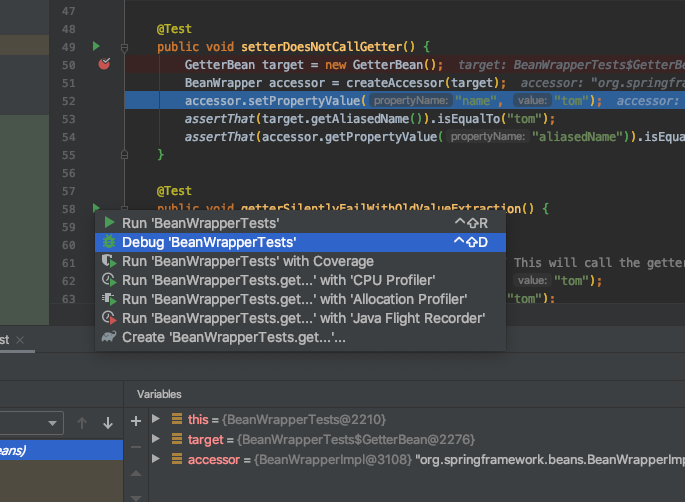 47
48 @Test
49 public void setterDoesNotCallGetter() {
50 GetterBean target = new GetterBean(); target: BeanWrapperTests$GetterBe
51 BeanWrapper accessor = createAccessor(target); accessor: "org.springfr
52 accessor.setPropertyValue( propertyName: "name", value: "tom"); accessor:
53 assertThat(target.getAliasedName()).isEqualTo("tom");
54 assertThat(accessor.getPropertyValue( propertyName: "aliasedName")).isEqua
55 }
56
57 @Test
58 public void getterSilentlyFailWithOldValueExtraction() {
59
60
61 This will call the getter
62 value: "tom");
63 "tom");
Run 'BeanWrapperTests' ^⇧R
Debug 'BeanWrapperTests' ^⇧D
Run 'BeanWrapperTests' with Coverage
Run 'BeanWrapperTests.get...' with 'CPU Profiler'
Run 'BeanWrapperTests.get...' with 'Allocation Profiler'
Run 'BeanWrapperTests.get...' with 'Java Flight Recorder'
Create 'BeanWrapperTests.get...'...
st ×
Variables
this = {BeanWrapperTests@2210}
eans)
target = {BeanWrapperTests$GetterBean@2276}
accessor = {BeanWrapperImpl@3108} "org.springframework.beans.BeanWrapperImp